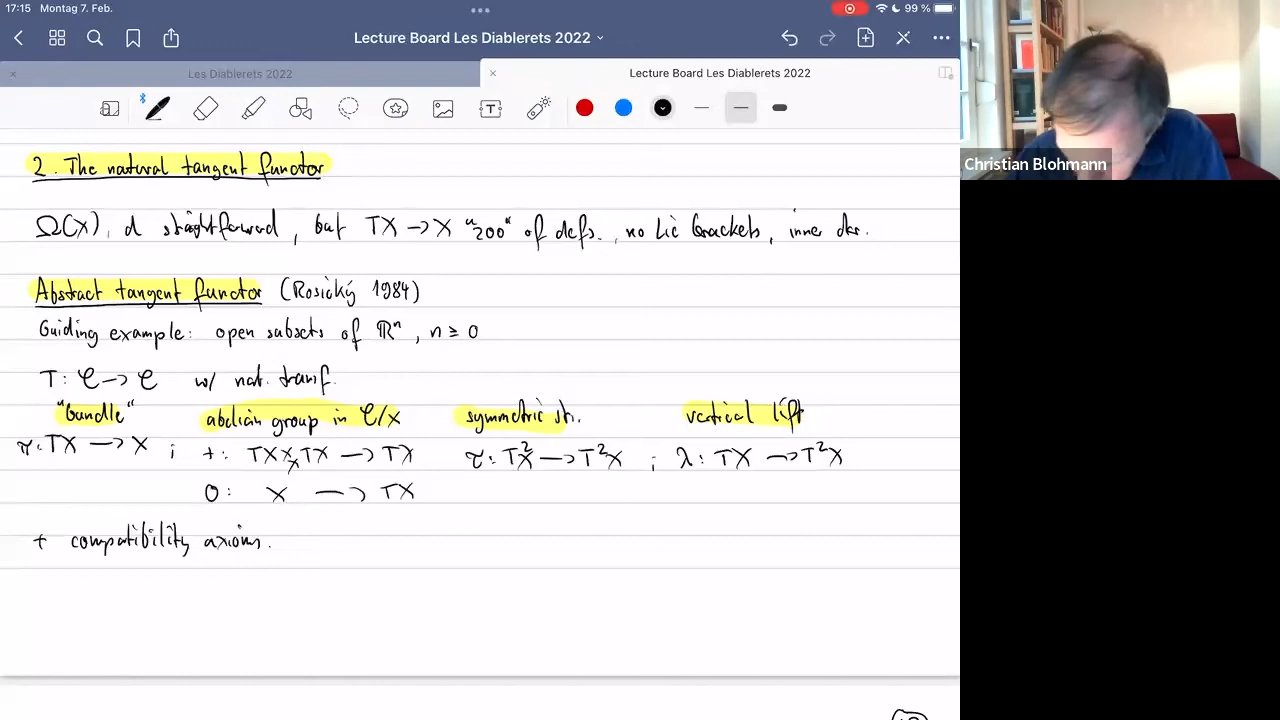 17:15 Montag 7. Feb.
99 %
Lecture Board Les Diablerets 2022
Les Diablerets 2022
Lecture Board Les Diablerets 2022
Christian Blohmann
2. The natural tangent functor
Ω(X), d straightforward, but TX → X "200" of defs., no Lie brackets, inner der.
Abstract tangent functor (Rosický 1984)
Guiding example: open subsets of ℝⁿ, n ≥ 0
T: 𝒞 → 𝒞 w/ nat. transf.
"bundle" abelian group in 𝒞/X symmetric str. vertical lift
π: TX → X ; +: TX ×_X TX → TX τ: T²X → T²X ; λ: TX → T²X
0: X → TX
+ compatibility axioms.